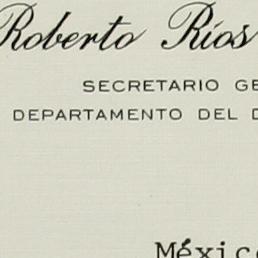 Roberto Ríos
SECRETARIO GE
DEPARTAMENTO DEL D
Méxic